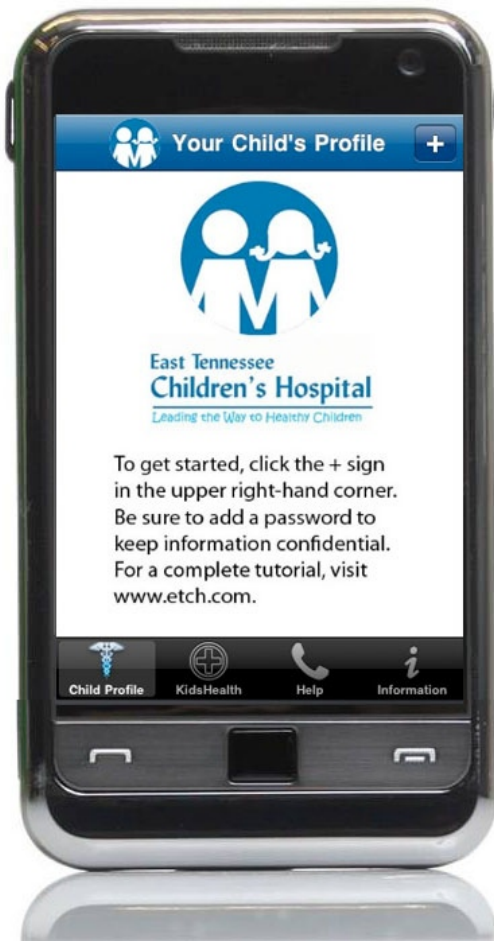 Your Child's Profile +
East Tennessee
Children's Hospital
Leading the Way to Healthy Children
To get started, click the + sign
in the upper right-hand corner.
Be sure to add a password to
keep information confidential.
For a complete tutorial, visit
www.etch.com.
Child Profile KidsHealth Help Information